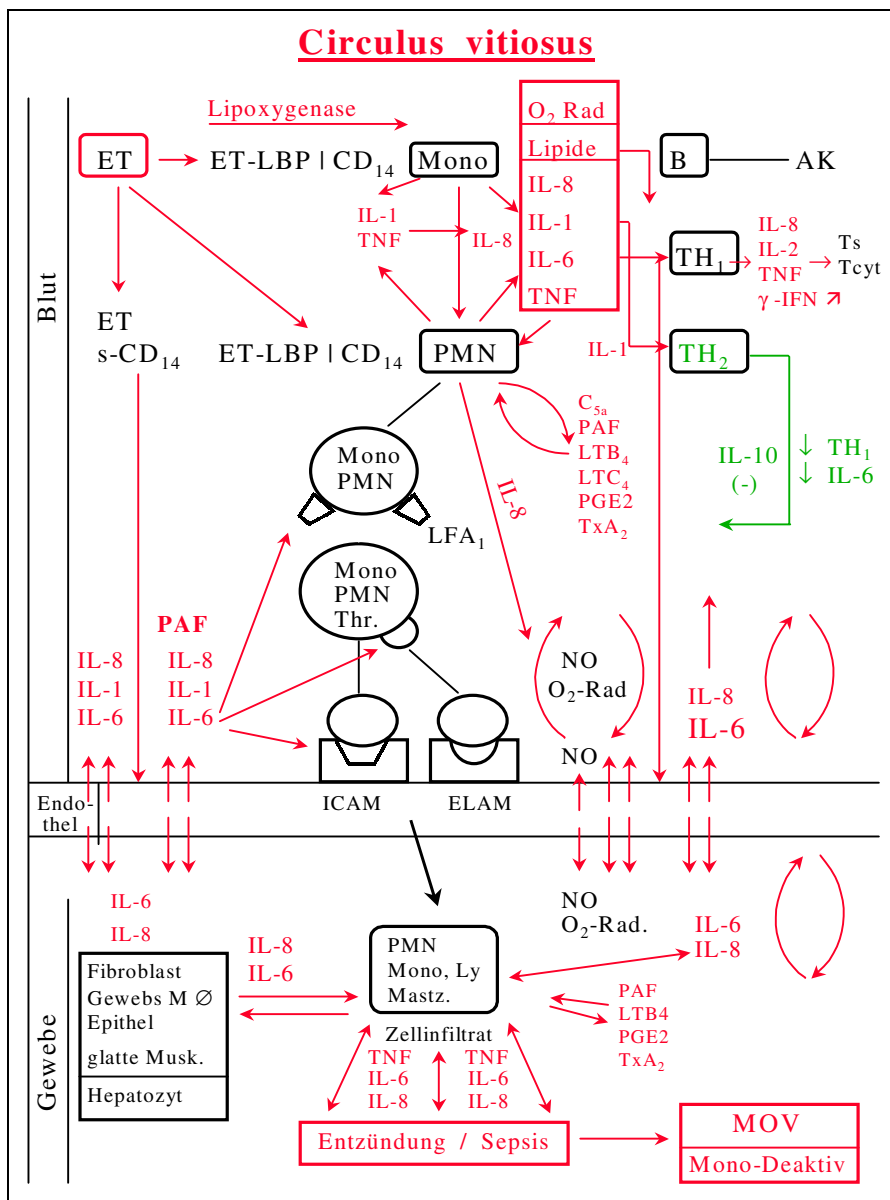 Circulus vitiosus
Blut
Lipoxygenase
ET
ET-LBP | CD14
Mono
O2 Rad
Lipide
IL-8
IL-1
IL-6
TNF
B
AK
IL-1
TNF
IL-8
TH1
IL-8
IL-2
TNF
γ-IFN ↗
Ts
Tcyt
ET
s-CD14
ET-LBP | CD14
PMN
IL-1
TH2
C5a
PAF
LTB4
LTC4
PGE2
TxA2
IL-10
(-)
↓ TH1
↓ IL-6
Mono
PMN
LFA1
IL-8
Mono
PMN
Thr.
PAF
IL-8
IL-1
IL-6
IL-8
IL-1
IL-6
NO
O2-Rad
NO
IL-8
IL-6
ICAM
ELAM
Endo-
thel
Gewebe
IL-6
IL-8
Fibroblast
Gewebs M Ø
Epithel
glatte Musk.
Hepatozyt
IL-8
IL-6
PMN
Mono, Ly
Mastz.
Zellinfiltrat
NO
O2-Rad.
IL-6
IL-8
PAF
LTB4
PGE2
TxA2
TNF
IL-6
IL-8
TNF
IL-6
IL-8
Entzündung / Sepsis
MOV
Mono-Deaktiv